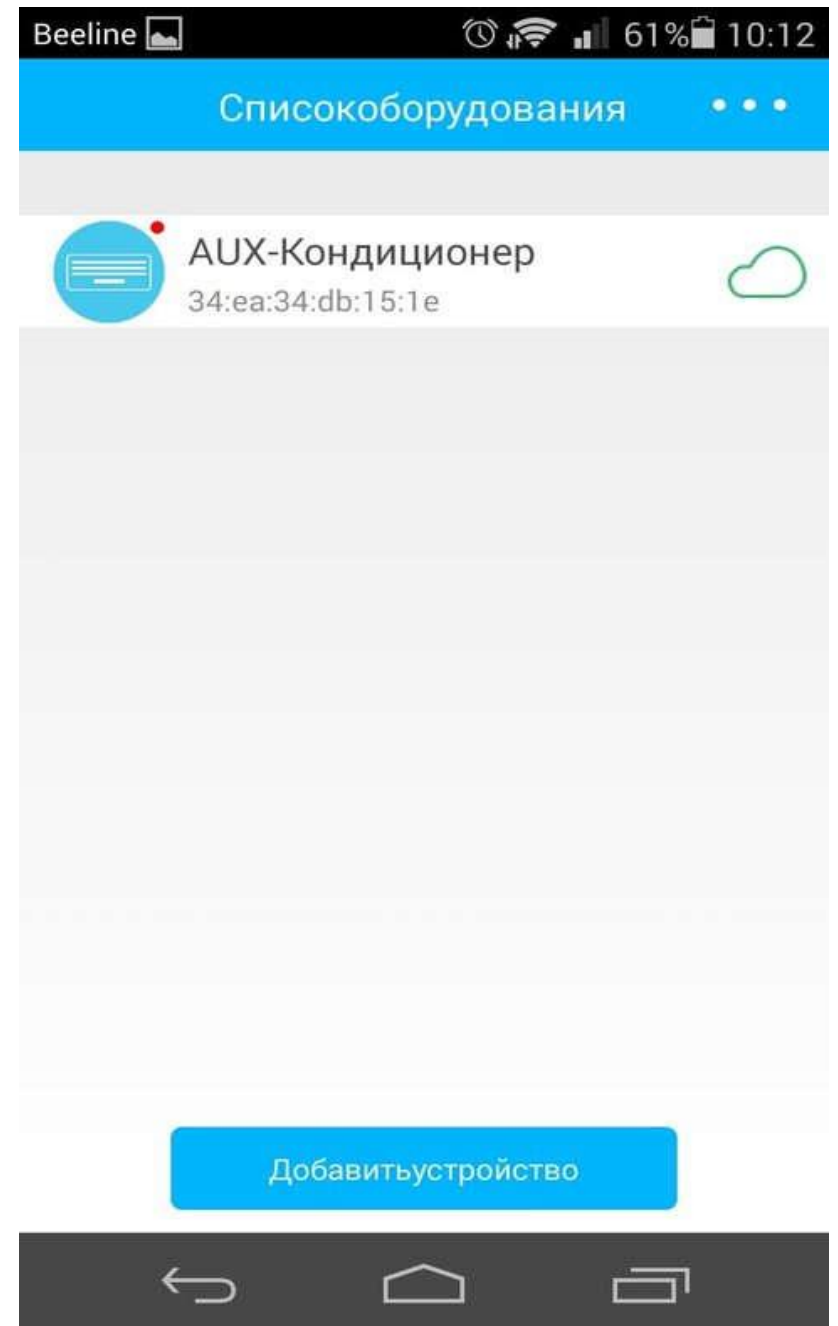 Beeline 61% 10:12
Списокоборудования
AUX-Кондиционер
34:ea:34:db:15:1e
Добавитьустройство